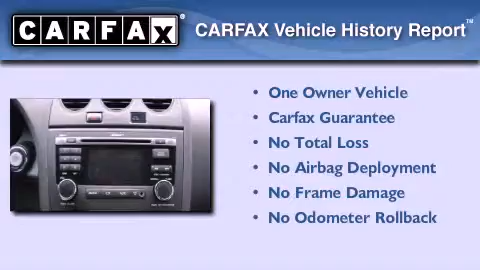 CARFAX® CARFAX Vehicle History Report™
• One Owner Vehicle
• Carfax Guarantee
• No Total Loss
• No Airbag Deployment
• No Frame Damage
• No Odometer Rollback